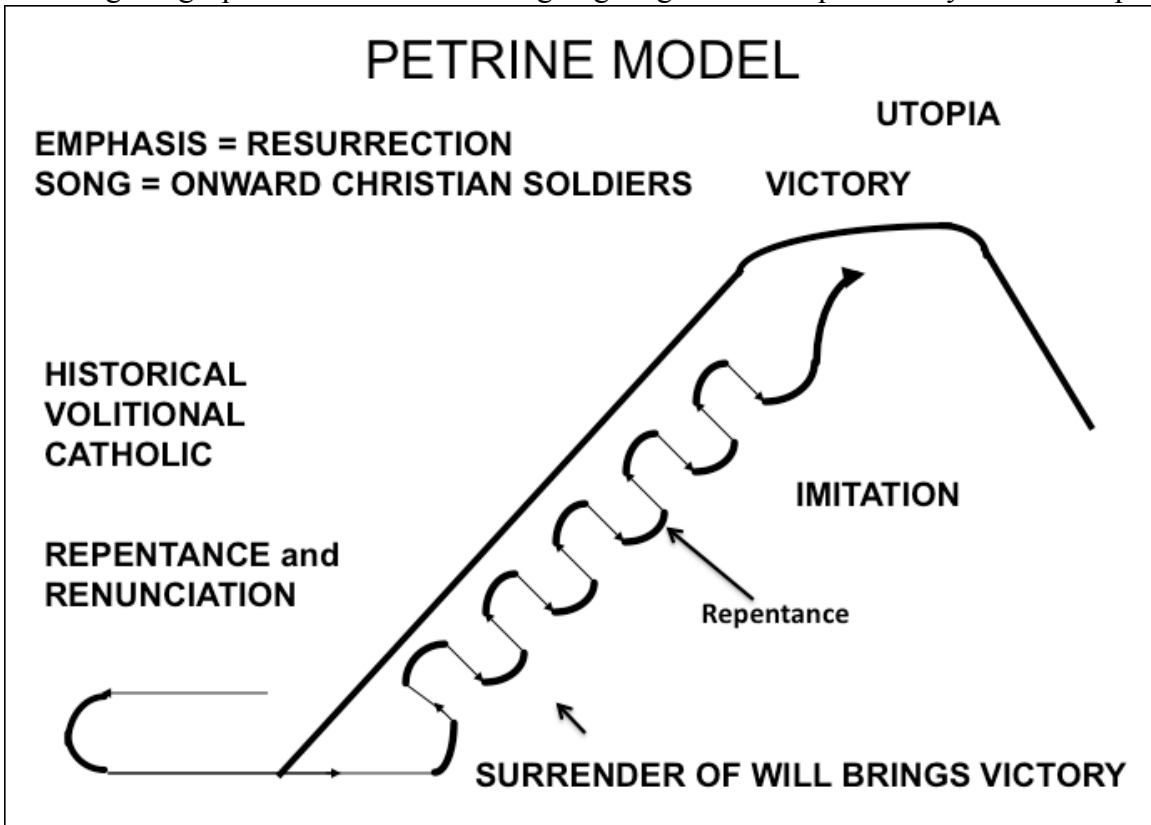 PETRINE MODEL
UTOPIA
EMPHASIS = RESURRECTION
SONG = ONWARD CHRISTIAN SOLDIERS
VICTORY
HISTORICAL
VOLITIONAL
CATHOLIC
IMITATION
REPENTANCE and
RENUNCIATION
Repentance
SURRENDER OF WILL BRINGS VICTORY